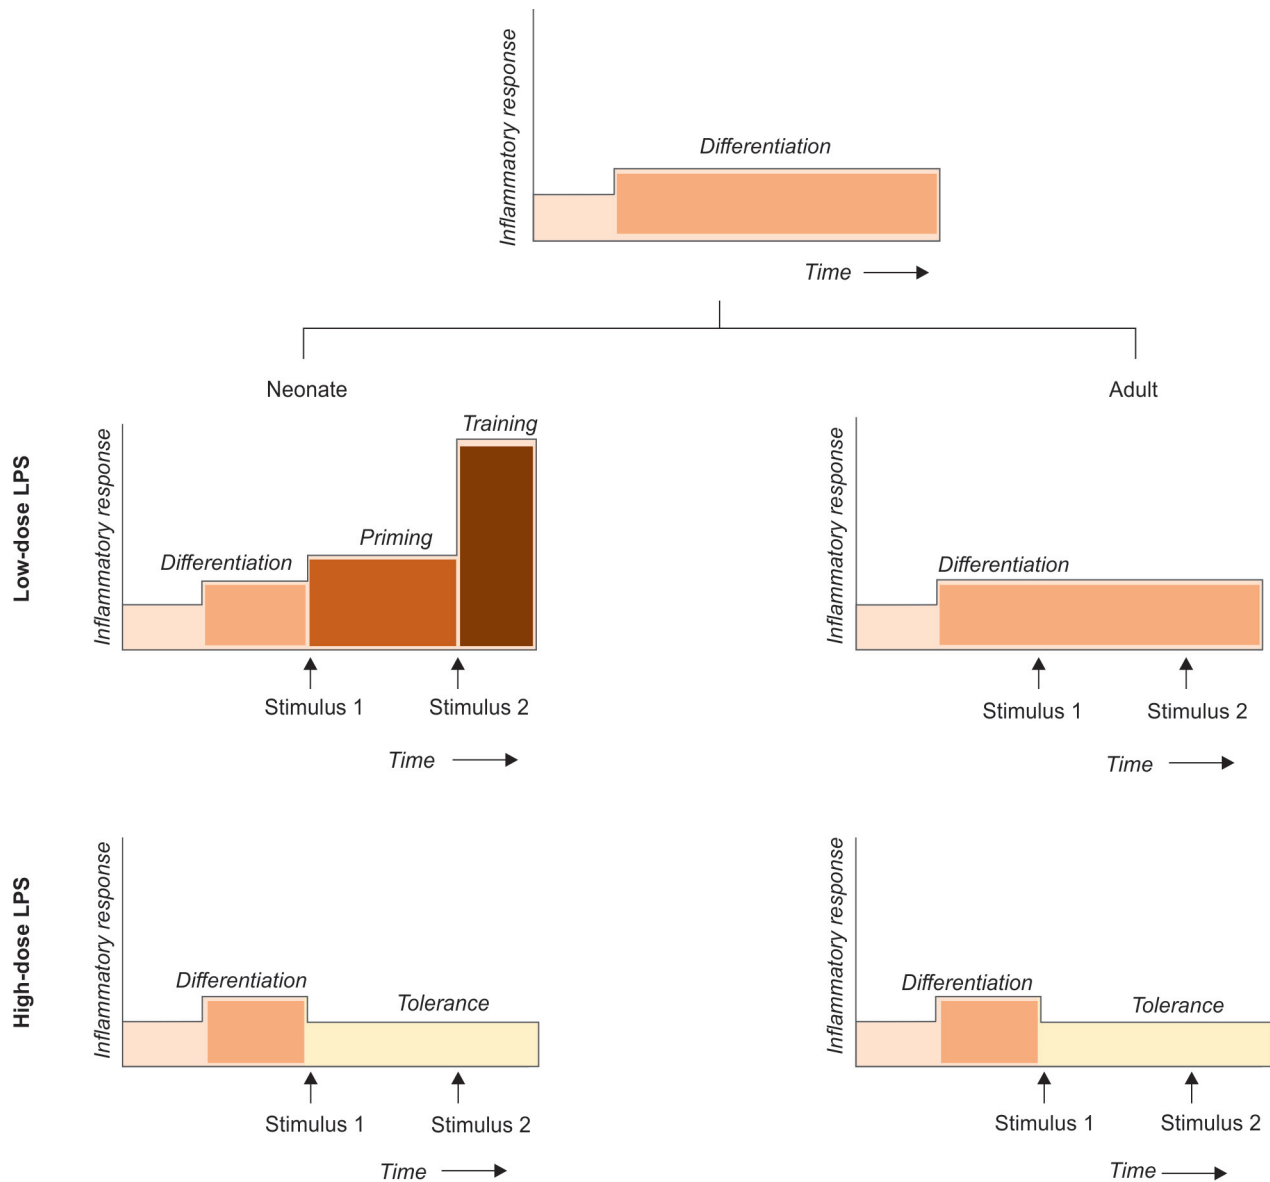 Inflammatory response
Differentiation
Time
Neonate
Adult
Low-dose LPS
Inflammatory response
Differentiation
Priming
Training
Stimulus 1
Stimulus 2
Time
Inflammatory response
Differentiation
Stimulus 1
Stimulus 2
Time
High-dose LPS
Inflammatory response
Differentiation
Tolerance
Stimulus 1
Stimulus 2
Time
Inflammatory response
Differentiation
Tolerance
Stimulus 1
Stimulus 2
Time